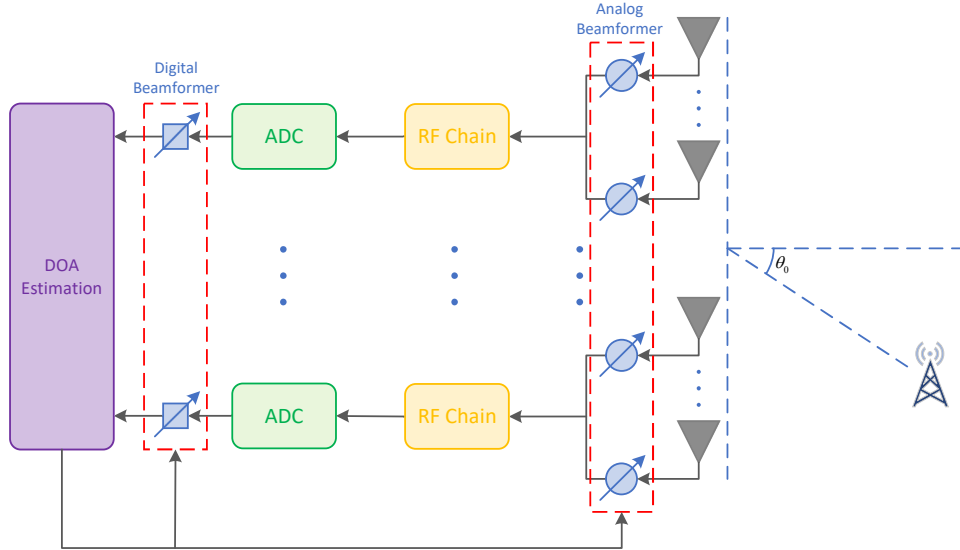 Analog
Beamformer
Digital
Beamformer
ADC
RF Chain
DOA
Estimation
θ₀
ADC
RF Chain